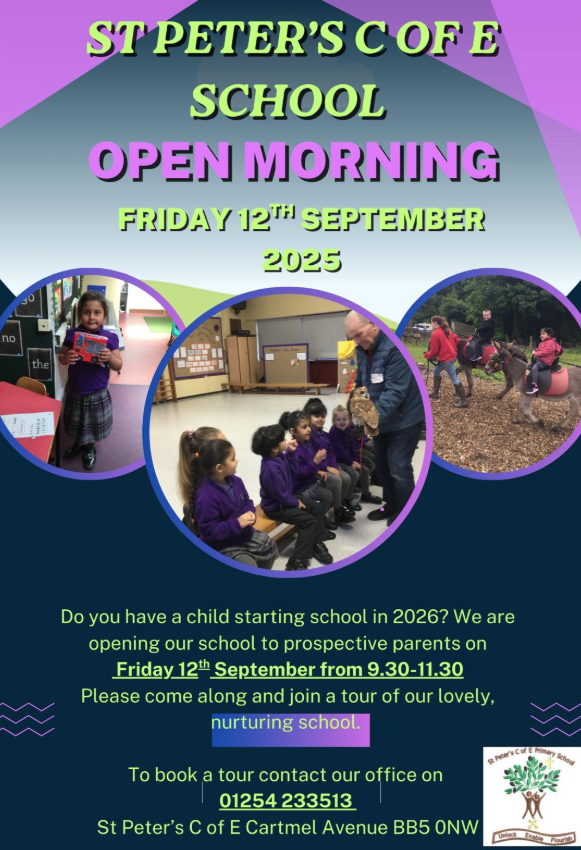 ST PETER'S C OF E
SCHOOL
OPEN MORNING
FRIDAY 12TH SEPTEMBER
2025
go
no
the
Do you have a child starting school in 2026? We are
opening our school to prospective parents on
Friday 12th September from 9.30-11.30
Please come along and join a tour of our lovely,
nurturing school.
To book a tour contact our office on
01254 233513
St Peter's C of E Cartmel Avenue BB5 0NW
St Peter's C of E Primary School
Unlock Enable Flourish